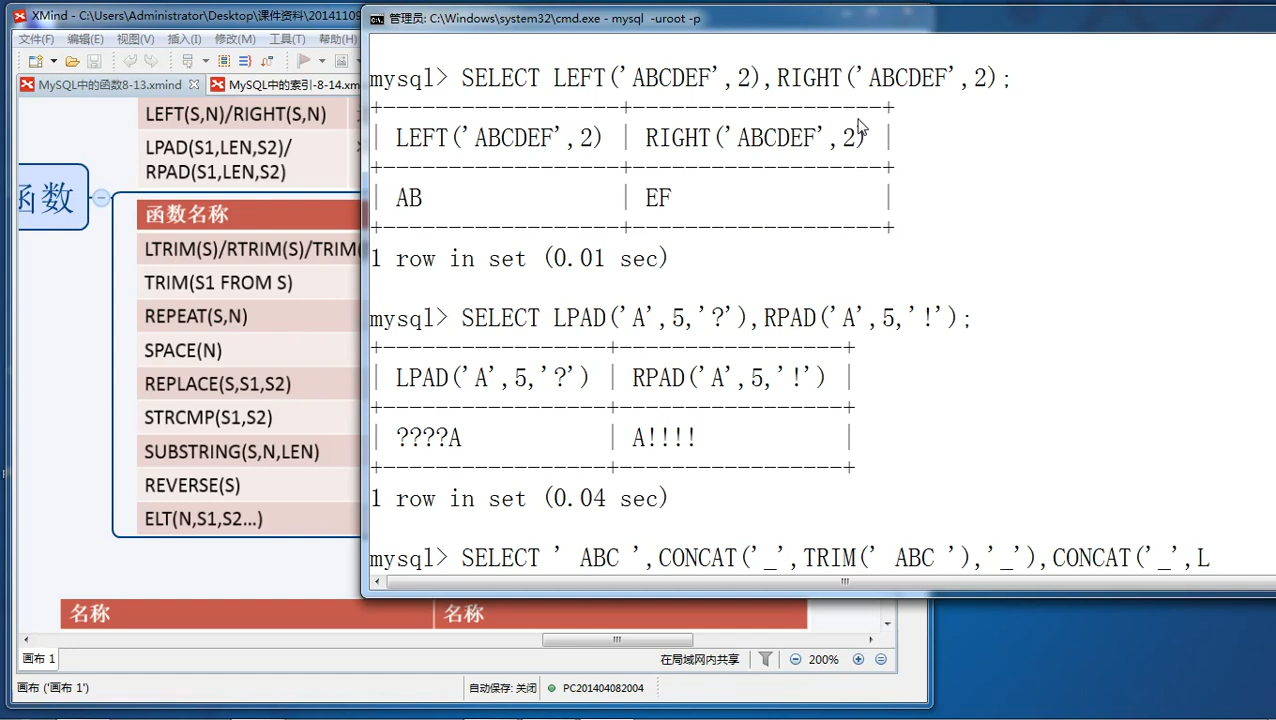 XMind - C:\Users\Administrator\Desktop\课件资料\20141109
文件(F) 编辑(E) 视图(V) 插入(I) 修改(M) 工具(T) 帮助(H)
MySQL中的函数8-13.xmind MySQL中的索引-8-14.xm
LEFT(S,N)/RIGHT(S,N)
LPAD(S1,LEN,S2)/
RPAD(S1,LEN,S2)
函数
函数名称
LTRIM(S)/RTRIM(S)/TRIM
TRIM(S1 FROM S)
REPEAT(S,N)
SPACE(N)
REPLACE(S,S1,S2)
STRCMP(S1,S2)
SUBSTRING(S,N,LEN)
REVERSE(S)
ELT(N,S1,S2...)
名称 名称
画布 1
在局域网内共享 200%
画布 ('画布 1')
自动保存: 关闭 PC201404082004
管理员: C:\Windows\system32\cmd.exe - mysql -uroot -p
mysql> SELECT LEFT('ABCDEF',2),RIGHT('ABCDEF',2);
+------------------+-------------------+
| LEFT('ABCDEF',2) | RIGHT('ABCDEF',2) |
+------------------+-------------------+
| AB | EF |
+------------------+-------------------+
1 row in set (0.01 sec)
mysql> SELECT LPAD('A',5,'?'),RPAD('A',5,'!');
+-----------------+-----------------+
| LPAD('A',5,'?') | RPAD('A',5,'!') |
+-----------------+-----------------+
| ????A | A!!!! |
+-----------------+-----------------+
1 row in set (0.04 sec)
mysql> SELECT ' ABC ',CONCAT('_',TRIM(' ABC '),'_'),CONCAT('_',L